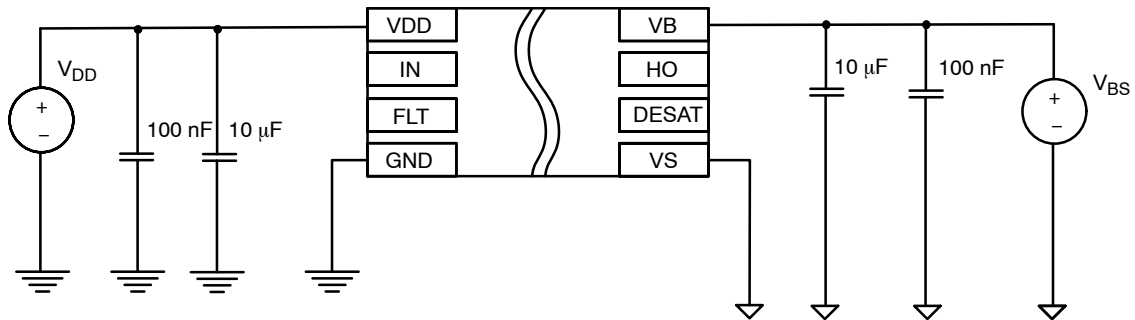 VDD
VB
V_DD
IN
HO
10 μF
100 nF
V_BS
+
−
FLT
DESAT
+
−
100 nF
10 μF
GND
VS